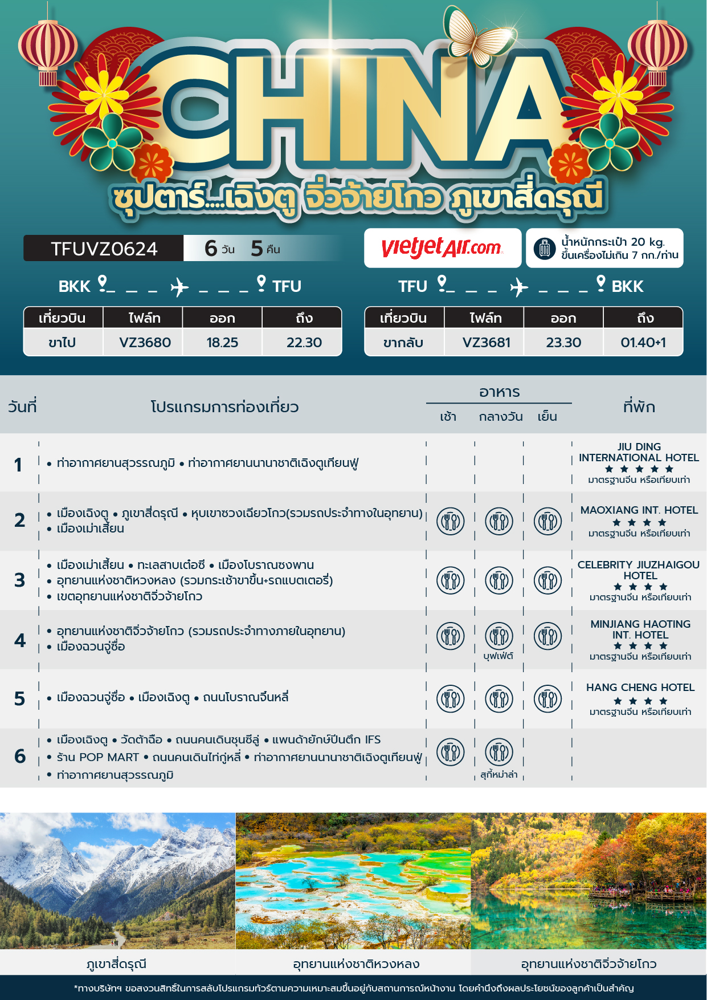 CHINA
ซุปตาร์....เฉิงตู จิ่วจ้ายโกว ภูเขาสี่ดรุณี
TFUVZ0624 6 วัน 5 คืน
vietjetAir.com
น้ำหนักกระเป๋า 20 kg.
ขึ้นเครื่องไม่เกิน 7 กก./ท่าน
BKK TFU
TFU BKK
เที่ยวบิน ไฟล์ท ออก ถึง
ขาไป VZ3680 18.25 22.30
เที่ยวบิน ไฟล์ท ออก ถึง
ขากลับ VZ3681 23.30 01.40+1
วันที่ โปรแกรมการท่องเที่ยว อาหาร ที่พัก
เช้า กลางวัน เย็น
1
• ท่าอากาศยานสุวรรณภูมิ • ท่าอากาศยานนานาชาติเฉิงตูเทียนฟู่
JIU DING
INTERNATIONAL HOTEL
★ ★ ★ ★ ★
มาตรฐานจีน หรือเทียบเท่า
2
• เมืองเฉิงตู • ภูเขาสี่ดรุณี • หุบเขาซวงเฉียวโกว(รวมรถประจำทางในอุทยาน)
• เมืองเม่าเสี้ยน
MAOXIANG INT. HOTEL
★ ★ ★ ★
มาตรฐานจีน หรือเทียบเท่า
3
• เมืองเม่าเสี้ยน • ทะเลสาบเต๋อซี • เมืองโบราณซงพาน
• อุทยานแห่งชาติหวงหลง (รวมกระเช้าขาขึ้น+รถแบตเตอรี่)
• เขตอุทยานแห่งชาติจิ่วจ้ายโกว
CELEBRITY JIUZHAIGOU
HOTEL
★ ★ ★ ★
มาตรฐานจีน หรือเทียบเท่า
4
• อุทยานแห่งชาติจิ่วจ้ายโกว (รวมรถประจำทางภายในอุทยาน)
• เมืองฉวนจู่ซื่อ
บุฟเฟ่ต์
MINJIANG HAOTING
INT. HOTEL
★ ★ ★ ★
มาตรฐานจีน หรือเทียบเท่า
5
• เมืองฉวนจู่ซื่อ • เมืองเฉิงตู • ถนนโบราณจิ๋นหลี่
HANG CHENG HOTEL
★ ★ ★ ★
มาตรฐานจีน หรือเทียบเท่า
6
• เมืองเฉิงตู • วัดต้าฉือ • ถนนคนเดินชุนซีลู่ • แพนด้ายักษ์ปีนตึก IFS
• ร้าน POP MART • ถนนคนเดินไท่กู่หลี่ • ท่าอากาศยานนานาชาติเฉิงตูเทียนฟู่
• ท่าอากาศยานสุวรรณภูมิ
สุกี้หม่าล่า
ภูเขาสี่ดรุณี
อุทยานแห่งชาติหวงหลง
อุทยานแห่งชาติจิ่วจ้ายโกว
*ทางบริษัทฯ ขอสงวนสิทธิ์ในการสลับโปรแกรมทัวร์ตามความเหมาะสมขึ้นอยู่กับสถานการณ์หน้างาน โดยคำนึงถึงผลประโยชน์ของลูกค้าเป็นสำคัญ